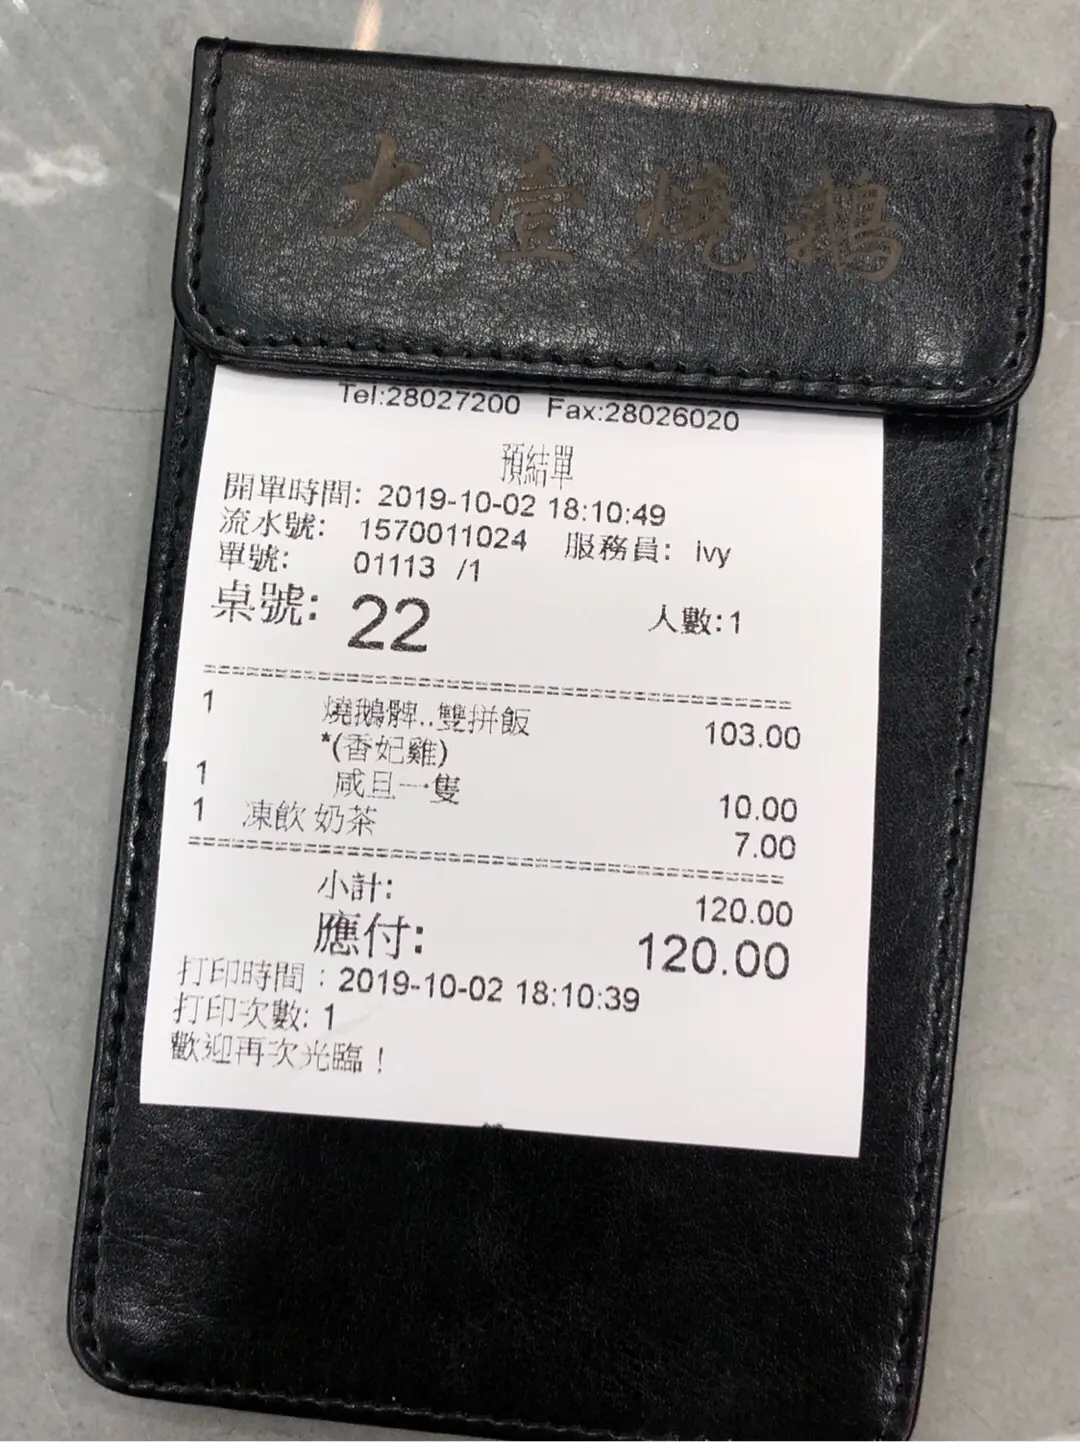 大壹燒鵝
Tel:28027200 Fax:28026020
預結單
開單時間: 2019-10-02 18:10:49
流水號: 1570011024 服務員: ivy
單號: 01113 /1
桌號: 22 人數:1
1 燒鵝髀..雙拼飯 103.00
*(香妃雞)
1 咸旦一隻 10.00
1 凍飲 奶茶 7.00
小計: 120.00
應付: 120.00
打印時間：2019-10-02 18:10:39
打印次數: 1
歡迎再次光臨！